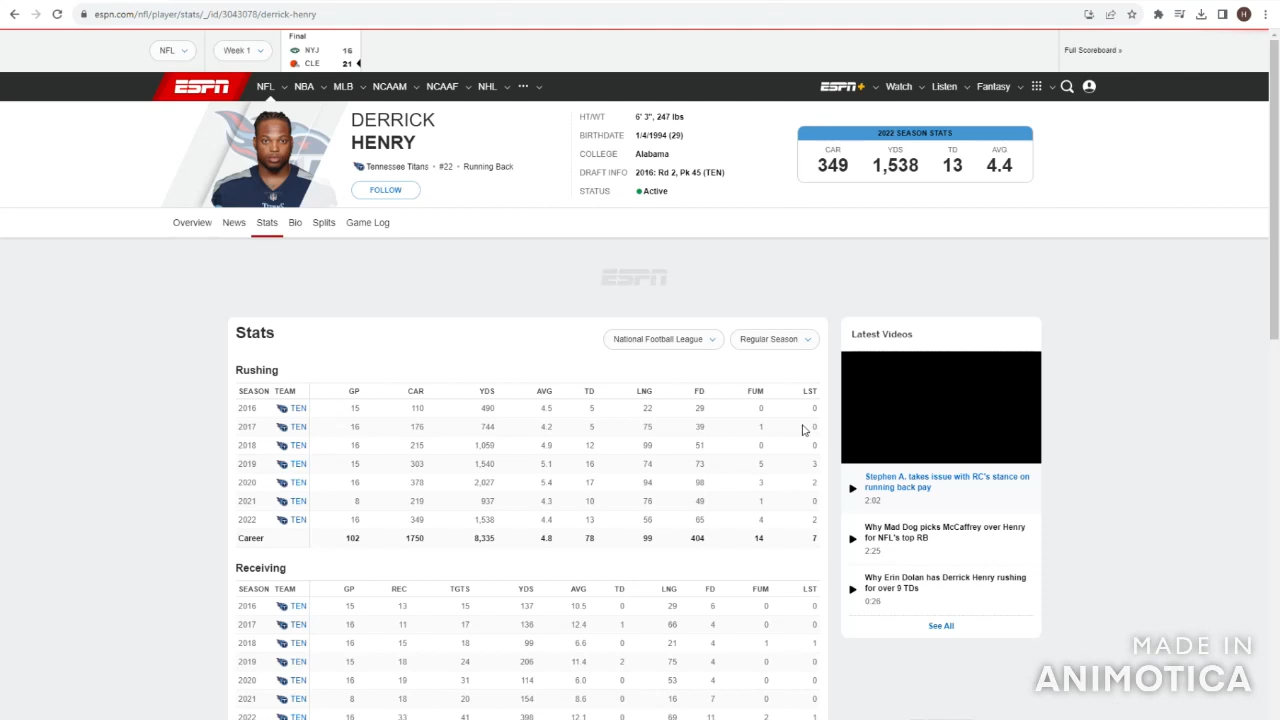 espn.com/nfl/player/stats/_/id/3043078/derrick-henry
H
NFL
Week 1
Final
NYJ 16
CLE 21
Full Scoreboard »
ESPN NFL NBA MLB NCAAM NCAAF NHL ••• ESPN+ Watch Listen Fantasy
DERRICK
HENRY
Tennessee Titans • #22 • Running Back
FOLLOW
HT/WT 6' 3", 247 lbs
BIRTHDATE 1/4/1994 (29)
COLLEGE Alabama
DRAFT INFO 2016: Rd 2, Pk 45 (TEN)
STATUS Active
2022 SEASON STATS
CAR YDS TD AVG
349 1,538 13 4.4
Overview News Stats Bio Splits Game Log
ESPN
Stats
National Football League Regular Season
Rushing
SEASON TEAM GP CAR YDS AVG TD LNG FD FUM LST
2016 TEN 15 110 490 4.5 5 22 29 0 0
2017 TEN 16 176 744 4.2 5 75 39 1 0
2018 TEN 16 215 1,059 4.9 12 99 51 0 0
2019 TEN 15 303 1,540 5.1 16 74 73 5 3
2020 TEN 16 378 2,027 5.4 17 94 98 3 2
2021 TEN 8 219 937 4.3 10 76 49 1 0
2022 TEN 16 349 1,538 4.4 13 56 65 4 2
Career 102 1750 8,335 4.8 78 99 404 14 7
Receiving
SEASON TEAM GP REC TGTS YDS AVG TD LNG FD FUM LST
2016 TEN 15 13 15 137 10.5 0 29 6 0 0
2017 TEN 16 11 17 136 12.4 1 66 4 0 0
2018 TEN 16 15 18 99 6.6 0 21 4 1 1
2019 TEN 15 18 24 206 11.4 2 75 4 0 0
2020 TEN 16 19 31 114 6.0 0 53 4 0 0
2021 TEN 8 18 20 154 8.6 0 16 7 0 0
2022 TEN 16 33 41 398 12.1 0 69 11 2 1
Latest Videos
Stephen A. takes issue with RC's stance on
running back pay
2:02
Why Mad Dog picks McCaffrey over Henry
for NFL's top RB
2:25
Why Erin Dolan has Derrick Henry rushing
for over 9 TDs
0:26
See All
MADE IN
ANIMOTICA